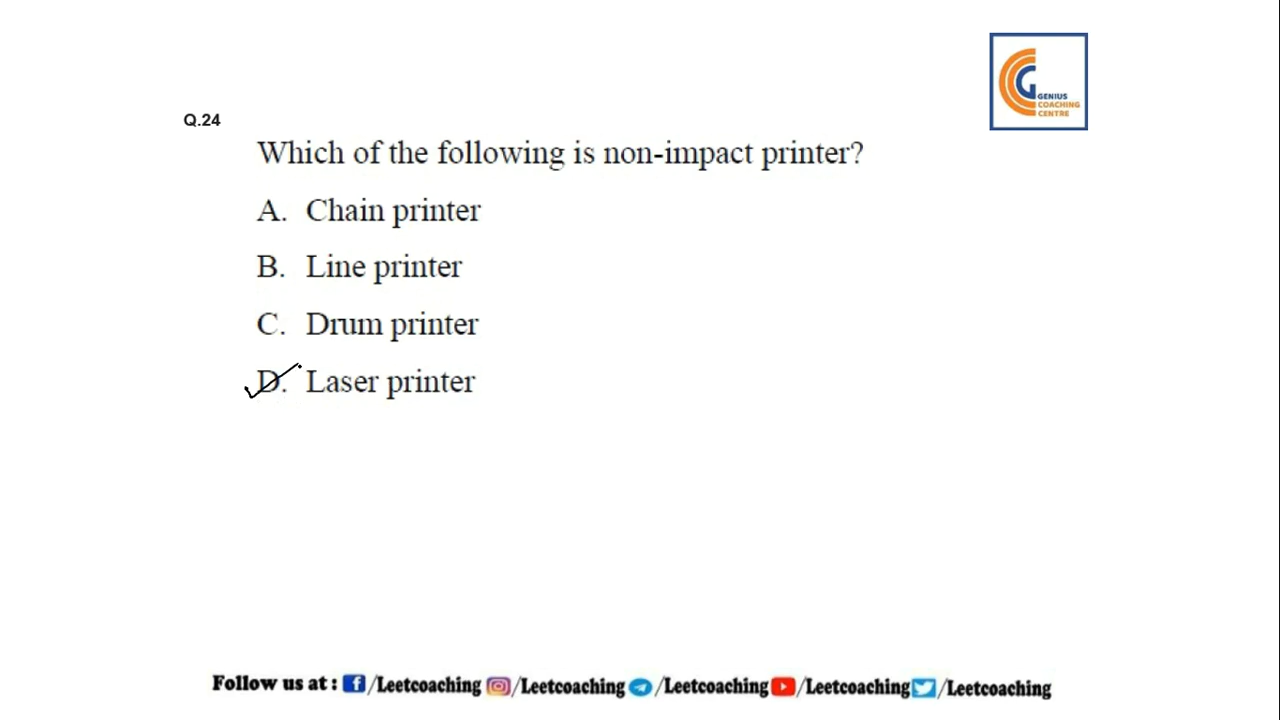 GENIUS
COACHING
CENTRE
Q.24
Which of the following is non-impact printer?
A. Chain printer
B. Line printer
C. Drum printer
D. Laser printer
Follow us at : /Leetcoaching /Leetcoaching /Leetcoaching /Leetcoaching /Leetcoaching